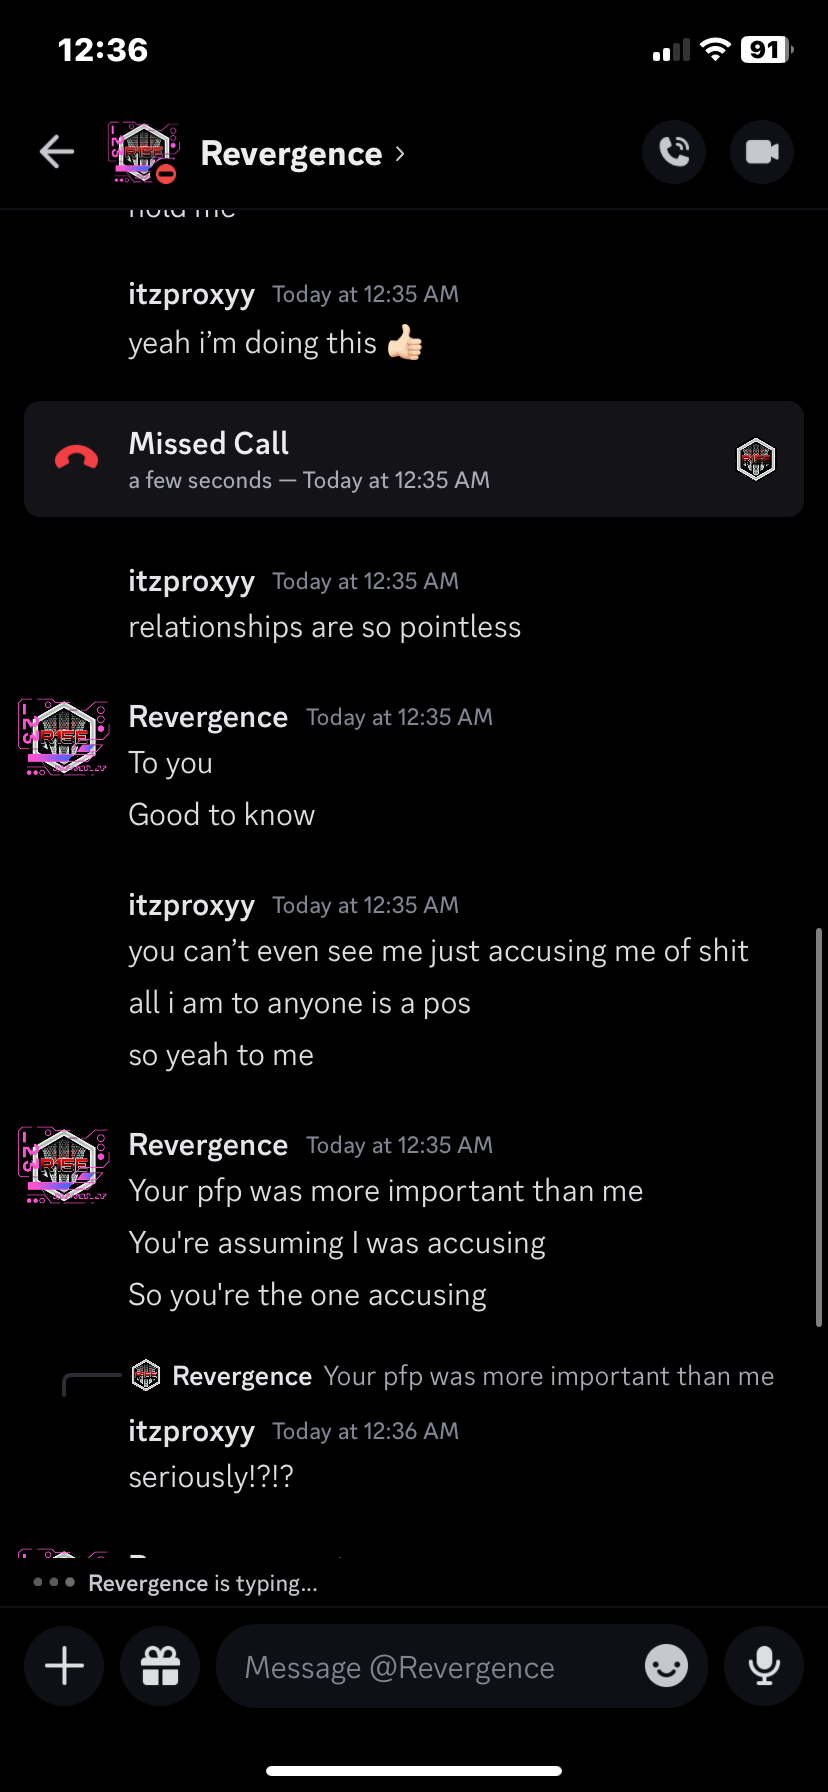 12:36
91
Revergence
hold me
itzproxyy Today at 12:35 AM
yeah i’m doing this 👍🏻
Missed Call
a few seconds — Today at 12:35 AM
itzproxyy Today at 12:35 AM
relationships are so pointless
Revergence Today at 12:35 AM
To you
Good to know
itzproxyy Today at 12:35 AM
you can’t even see me just accusing me of shit
all i am to anyone is a pos
so yeah to me
Revergence Today at 12:35 AM
Your pfp was more important than me
You're assuming I was accusing
So you're the one accusing
Revergence Your pfp was more important than me
itzproxyy Today at 12:36 AM
seriously!?!?
Revergence is typing...
Message @Revergence